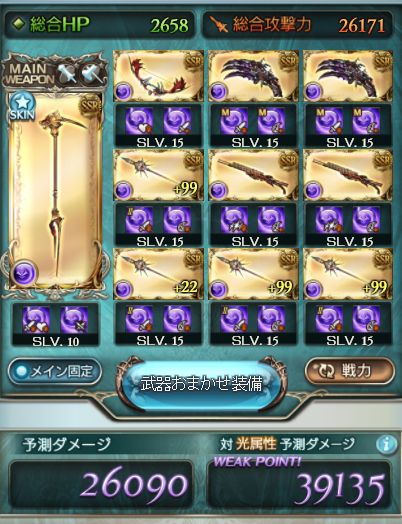 総合HP 2658 総合攻撃力 26171
MAIN WEAPON
SKIN
SSR SSR SSR SSR
M M M M
SLV. 15 SLV. 15 SLV. 15
+99 SSR SSR
II
SLV. 15 SLV. 15 SLV. 15
+22 +99 +99
II II II
SLV. 10 SLV. 15 SLV. 15 SLV. 15
メイン固定 武器おまかせ装備 戦力
予測ダメージ 対 光属性 予測ダメージ i
WEAK POINT!
26090 39135